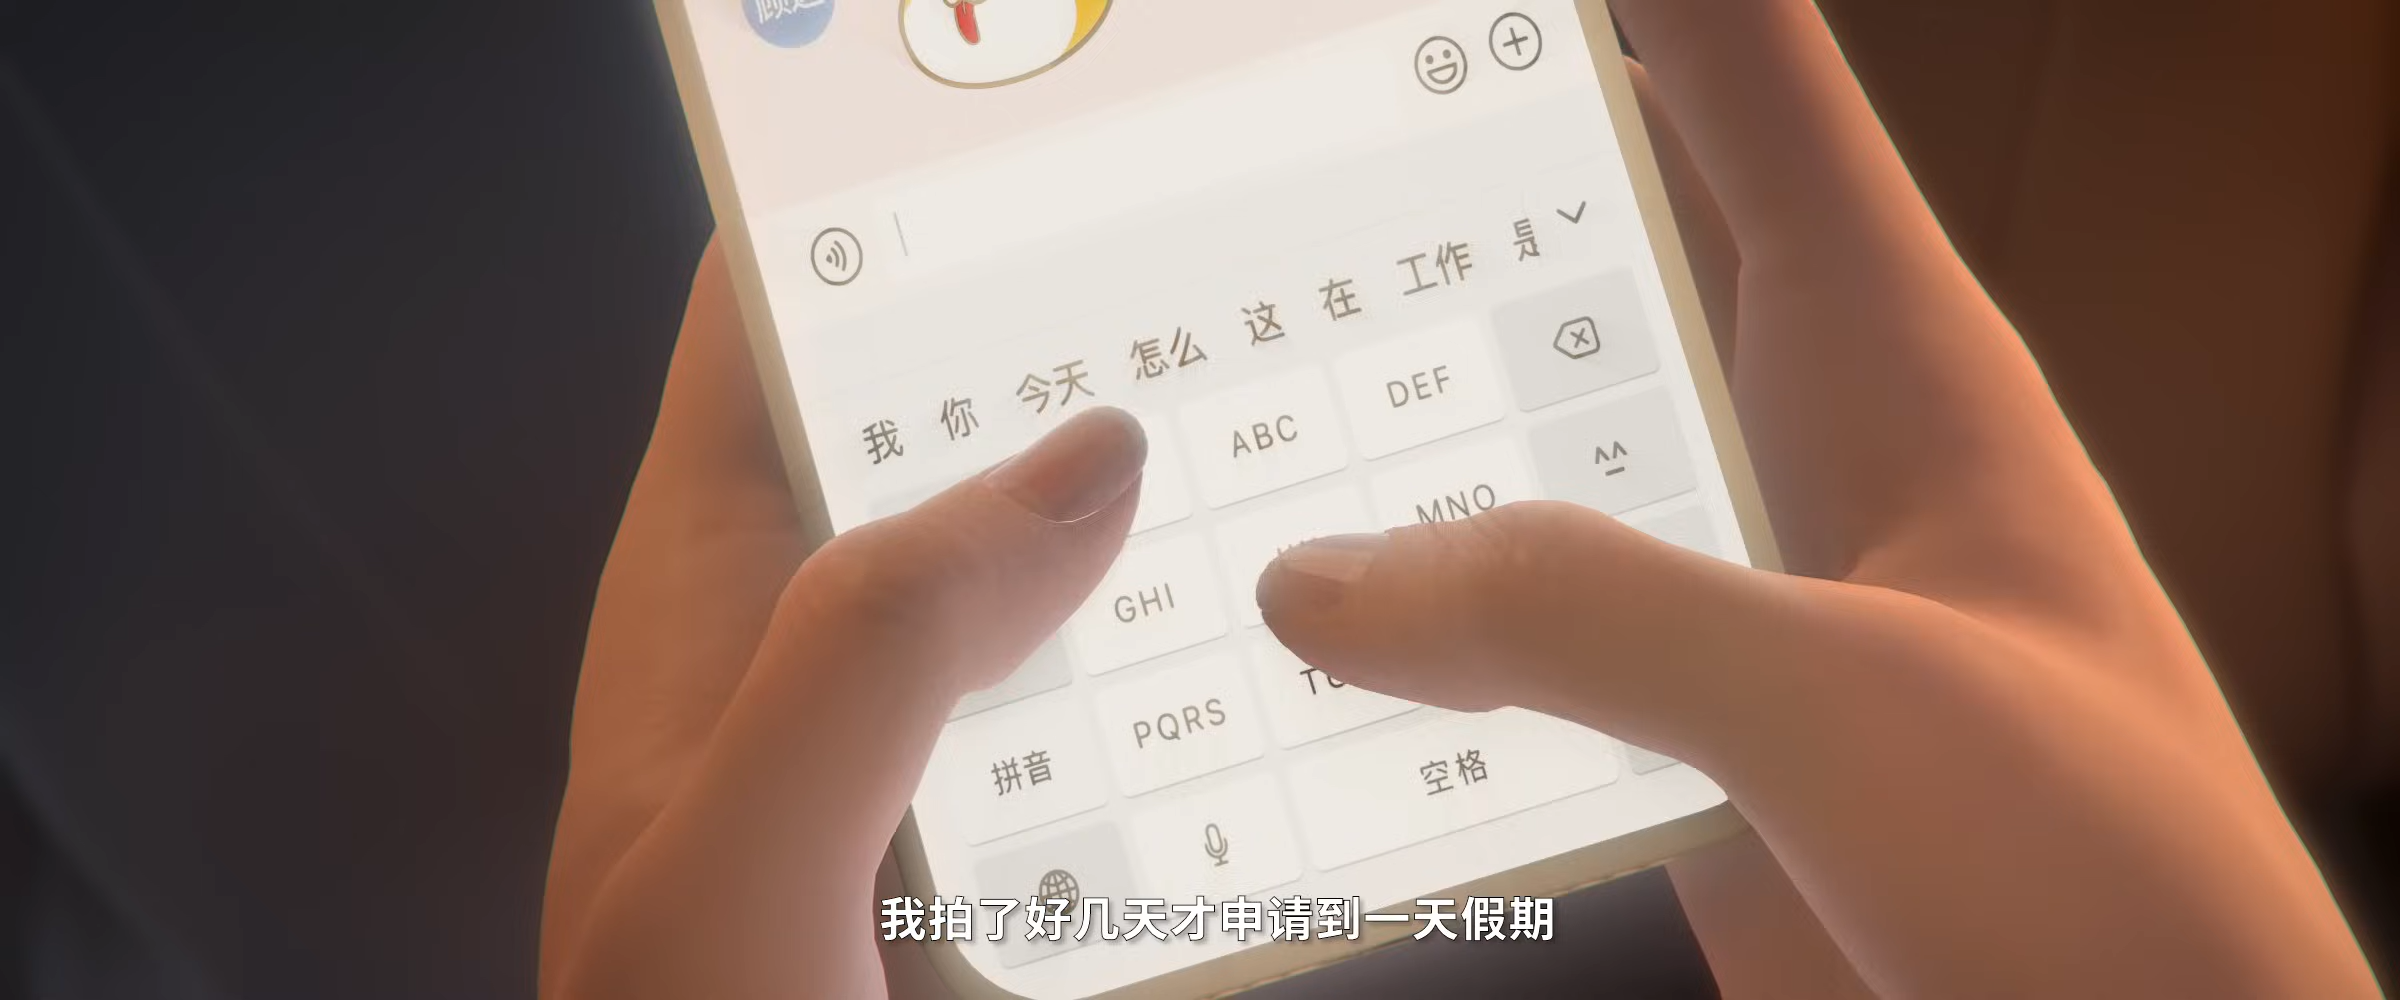 我 你 今天 怎么 这 在 工作 是
ABC DEF
^^
GHI MNO
拼音 PQRS
空格
我拍了好几天才申请到一天假期